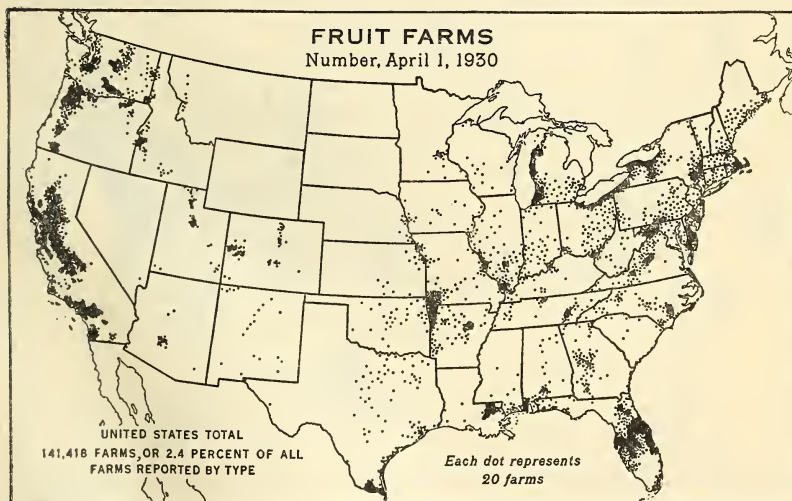 FRUIT FARMS
Number, April 1, 1930
UNITED STATES TOTAL
141,418 FARMS, OR 2.4 PERCENT OF ALL
FARMS REPORTED BY TYPE
Each dot represents
20 farms